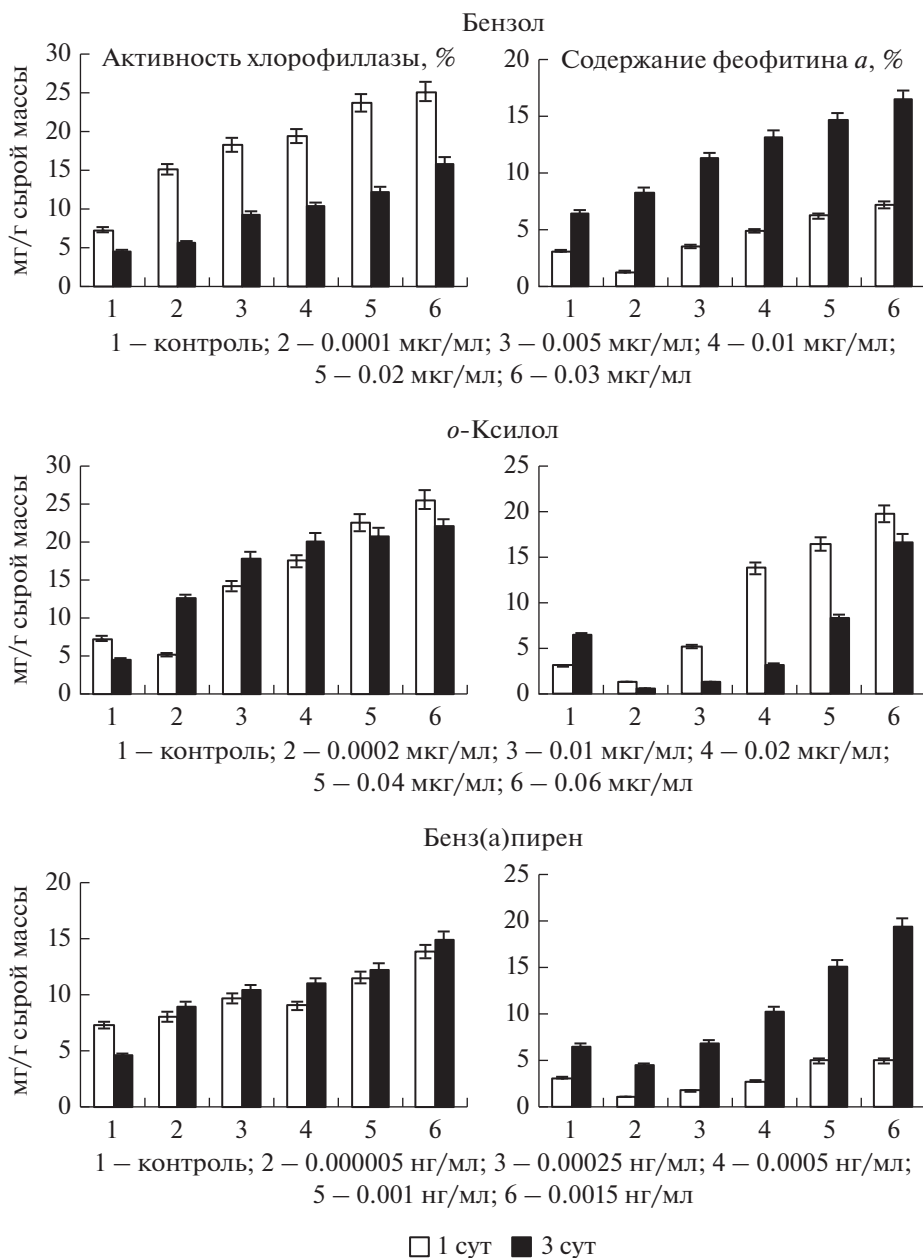 Бензол
Активность хлорофиллазы, %
Содержание феофитина a, %
мг/г сырой массы
30
25
20
15
10
5
0
1 2 3 4 5 6
20
15
10
5
0
1 2 3 4 5 6
1 – контроль; 2 – 0.0001 мкг/мл; 3 – 0.005 мкг/мл; 4 – 0.01 мкг/мл;
5 – 0.02 мкг/мл; 6 – 0.03 мкг/мл
o-Ксилол
мг/г сырой массы
30
25
20
15
10
5
0
1 2 3 4 5 6
25
20
15
10
5
0
1 2 3 4 5 6
1 – контроль; 2 – 0.0002 мкг/мл; 3 – 0.01 мкг/мл; 4 – 0.02 мкг/мл;
5 – 0.04 мкг/мл; 6 – 0.06 мкг/мл
Бенз(а)пирен
мг/г сырой массы
20
15
10
5
0
1 2 3 4 5 6
25
20
15
10
5
0
1 2 3 4 5 6
1 – контроль; 2 – 0.000005 нг/мл; 3 – 0.00025 нг/мл; 4 – 0.0005 нг/мл;
5 – 0.001 нг/мл; 6 – 0.0015 нг/мл
1 сут 3 сут